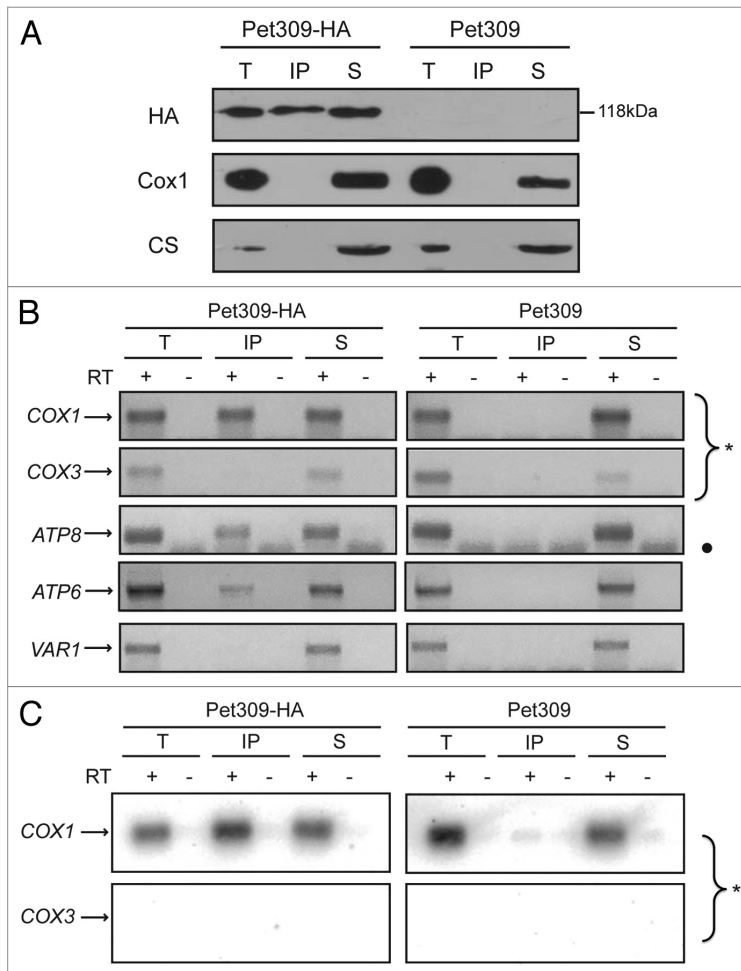 A
Pet309-HA Pet309
T IP S T IP S
HA 118kDa
Cox1
CS
B
Pet309-HA Pet309
T IP S T IP S
RT + - + - + - + - + - + -
COX1 → *
COX3 →
ATP8 → ●
ATP6 →
VAR1 →
C
Pet309-HA Pet309
T IP S T IP S
RT + - + - + - + - + - + -
COX1 →
*
COX3 →